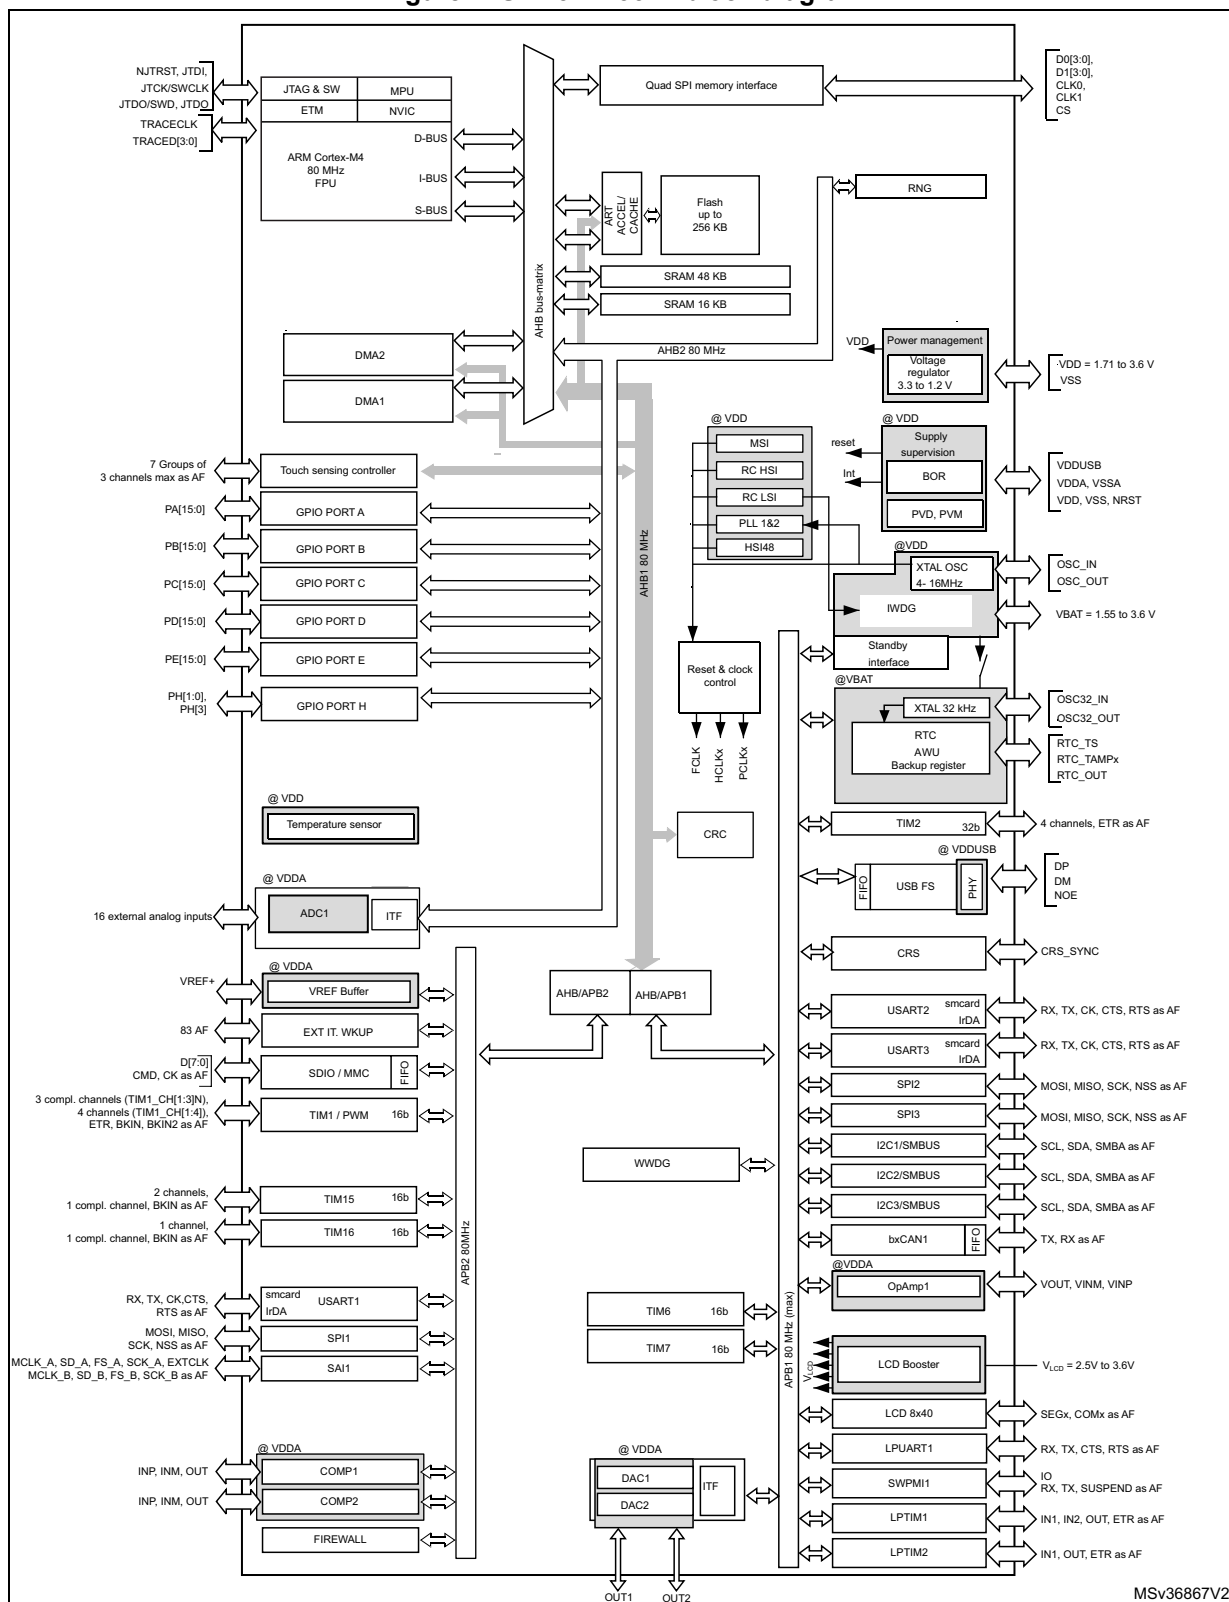 NJTRST, JTDI,
JTCK/SWCLK
JTDO/SWD, JTDO
TRACECLK
TRACED[3:0]
JTAG & SW
MPU
ETM
NVIC
ARM Cortex-M4
80 MHz
FPU
D-BUS
I-BUS
S-BUS
AHB bus-matrix
Quad SPI memory interface
D0[3:0],
D1[3:0],
CLK0,
CLK1
CS
ART
ACCEL/
CACHE
Flash
up to
256 KB
RNG
SRAM 48 KB
SRAM 16 KB
AHB2 80 MHz
DMA2
DMA1
VDD
Power management
Voltage
regulator
3.3 to 1.2 V
VDD = 1.71 to 3.6 V
VSS
@ VDD
MSI
RC HSI
RC LSI
PLL 1&2
HSI48
@ VDD
reset
Int
Supply
supervision
BOR
PVD, PVM
VDDUSB
VDDA, VSSA
VDD, VSS, NRST
7 Groups of
3 channels max as AF
Touch sensing controller
PA[15:0]
GPIO PORT A
PB[15:0]
GPIO PORT B
PC[15:0]
GPIO PORT C
PD[15:0]
GPIO PORT D
PE[15:0]
GPIO PORT E
PH[1:0],
PH[3]
GPIO PORT H
AHB1 80 MHz
@VDD
XTAL OSC
4- 16MHz
IWDG
OSC_IN
OSC_OUT
VBAT = 1.55 to 3.6 V
Standby
interface
Reset & clock
control
FCLK
HCLKx
PCLKx
@VBAT
XTAL 32 kHz
RTC
AWU
Backup register
OSC32_IN
OSC32_OUT
RTC_TS
RTC_TAMPx
RTC_OUT
@ VDD
Temperature sensor
CRC
TIM2
32b
4 channels, ETR as AF
@ VDDUSB
FIFO
USB FS
PHY
DP
DM
NOE
@ VDDA
16 external analog inputs
ADC1
ITF
CRS
CRS_SYNC
@ VDDA
VREF+
VREF Buffer
AHB/APB2
AHB/APB1
83 AF
EXT IT. WKUP
D[7:0]
CMD, CK as AF
SDIO / MMC
FIFO
3 compl. channels (TIM1_CH[1:3]N),
4 channels (TIM1_CH[1:4]),
ETR, BKIN, BKIN2 as AF
TIM1 / PWM
16b
2 channels,
1 compl. channel, BKIN as AF
TIM15
16b
1 channel,
1 compl. channel, BKIN as AF
TIM16
16b
APB2 80MHz
RX, TX, CK,CTS,
RTS as AF
smcard
IrDA
USART1
MOSI, MISO,
SCK, NSS as AF
SPI1
MCLK_A, SD_A, FS_A, SCK_A, EXTCLK
MCLK_B, SD_B, FS_B, SCK_B as AF
SAI1
@ VDDA
INP, INM, OUT
COMP1
INP, INM, OUT
COMP2
FIREWALL
WWDG
TIM6
16b
TIM7
16b
@ VDDA
DAC1
DAC2
ITF
OUT1
OUT2
APB1 80 MHz (max)
USART2
smcard
IrDA
RX, TX, CK, CTS, RTS as AF
USART3
smcard
IrDA
RX, TX, CK, CTS, RTS as AF
SPI2
MOSI, MISO, SCK, NSS as AF
SPI3
MOSI, MISO, SCK, NSS as AF
I2C1/SMBUS
SCL, SDA, SMBA as AF
I2C2/SMBUS
SCL, SDA, SMBA as AF
I2C3/SMBUS
SCL, SDA, SMBA as AF
bxCAN1
FIFO
TX, RX as AF
@VDDA
OpAmp1
VOUT, VINM, VINP
VLCD
LCD Booster
VLCD = 2.5V to 3.6V
LCD 8x40
SEGx, COMx as AF
LPUART1
RX, TX, CTS, RTS as AF
SWPMI1
IO
RX, TX, SUSPEND as AF
LPTIM1
IN1, IN2, OUT, ETR as AF
LPTIM2
IN1, OUT, ETR as AF
MSv36867V2